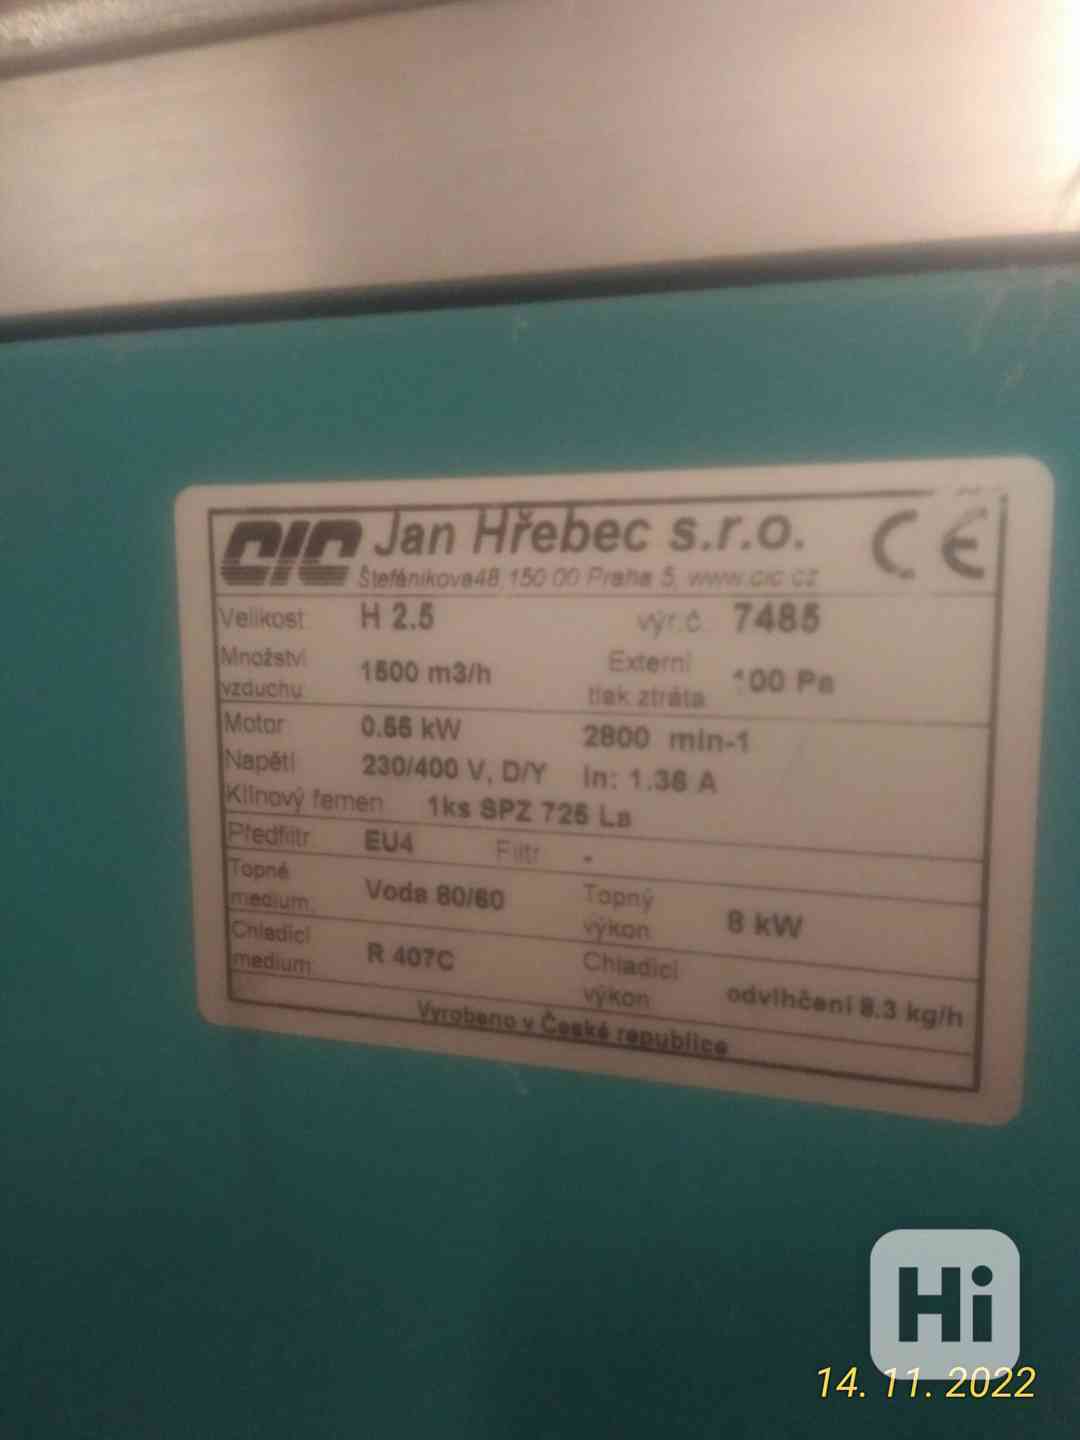 CIC Jan Hřebec s.r.o. CE
Štefánikova48, 150 00 Praha 5, www.cic.cz
Velikost H 2.5 výr.č. 7485
Množství vzduchu 1500 m3/h Externí tlak ztráta 100 Pa
Motor 0.55 kW 2800 min-1
Napětí 230/400 V, D/Y In: 1.36 A
Klínový řemen 1ks SPZ 725 La
Předfiltr EU4 Filtr -
Topné medium Voda 80/60 Topný výkon 8 kW
Chladící medium R 407C Chladící výkon odvlhčení 8.3 kg/h
Vyrobeno v České republice
Hi
14. 11. 2022